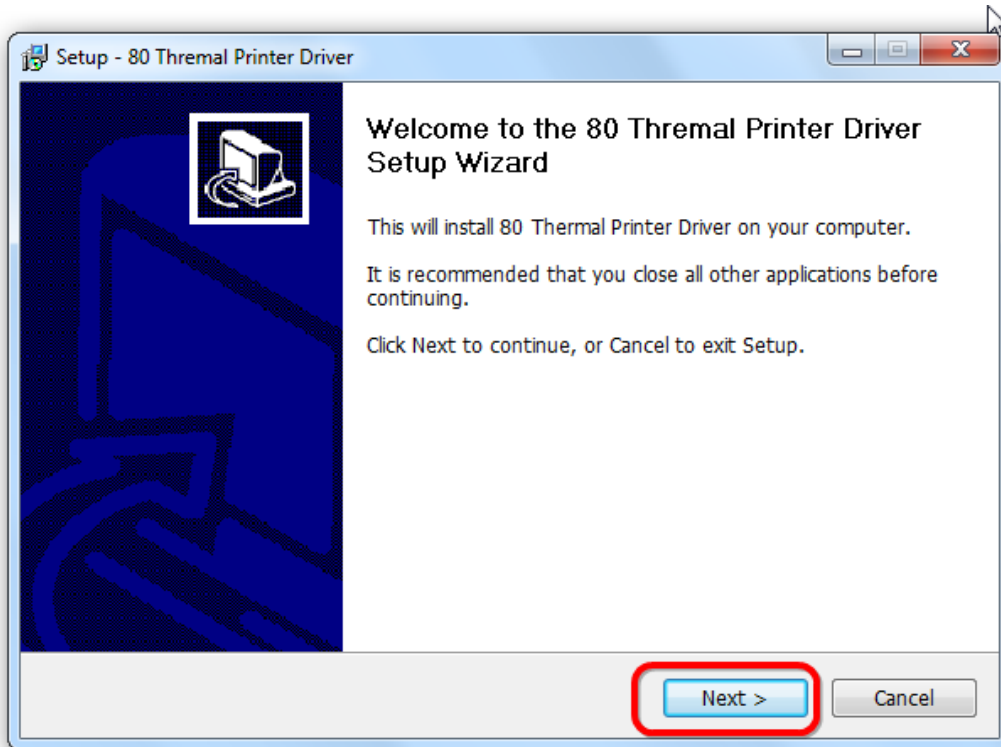 Setup - 80 Thremal Printer Driver
Welcome to the 80 Thremal Printer Driver
Setup Wizard
This will install 80 Thermal Printer Driver on your computer.
It is recommended that you close all other applications before
continuing.
Click Next to continue, or Cancel to exit Setup.
Next >
Cancel